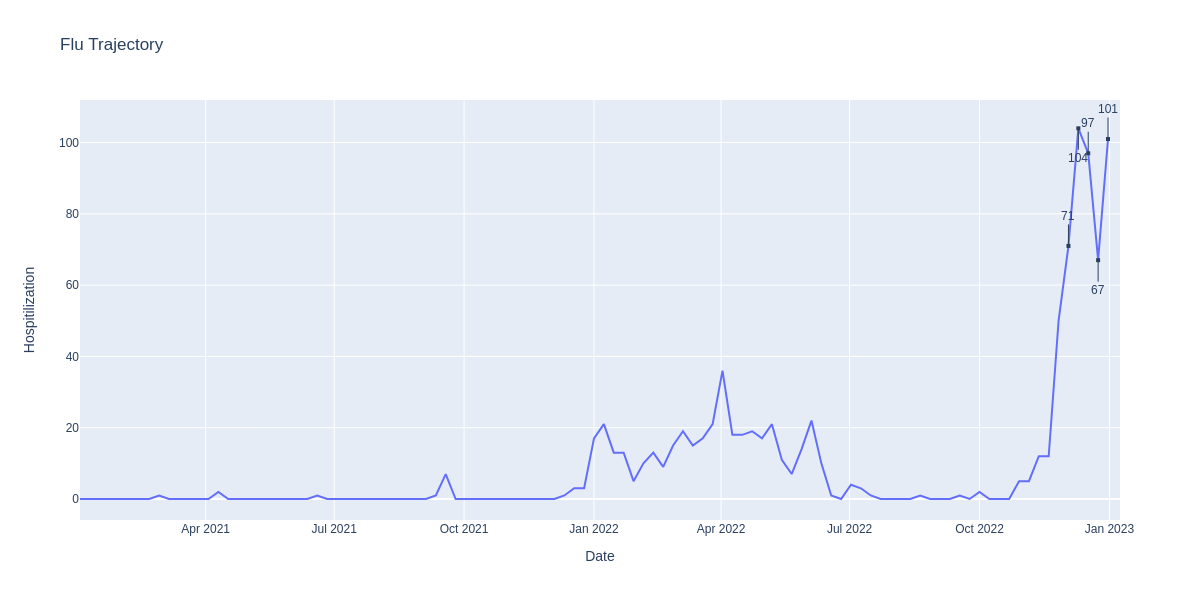 Flu Trajectory
101
97
104
71
67
100
80
60
40
20
0
Hospitilization
Apr 2021
Jul 2021
Oct 2021
Jan 2022
Apr 2022
Jul 2022
Oct 2022
Jan 2023
Date